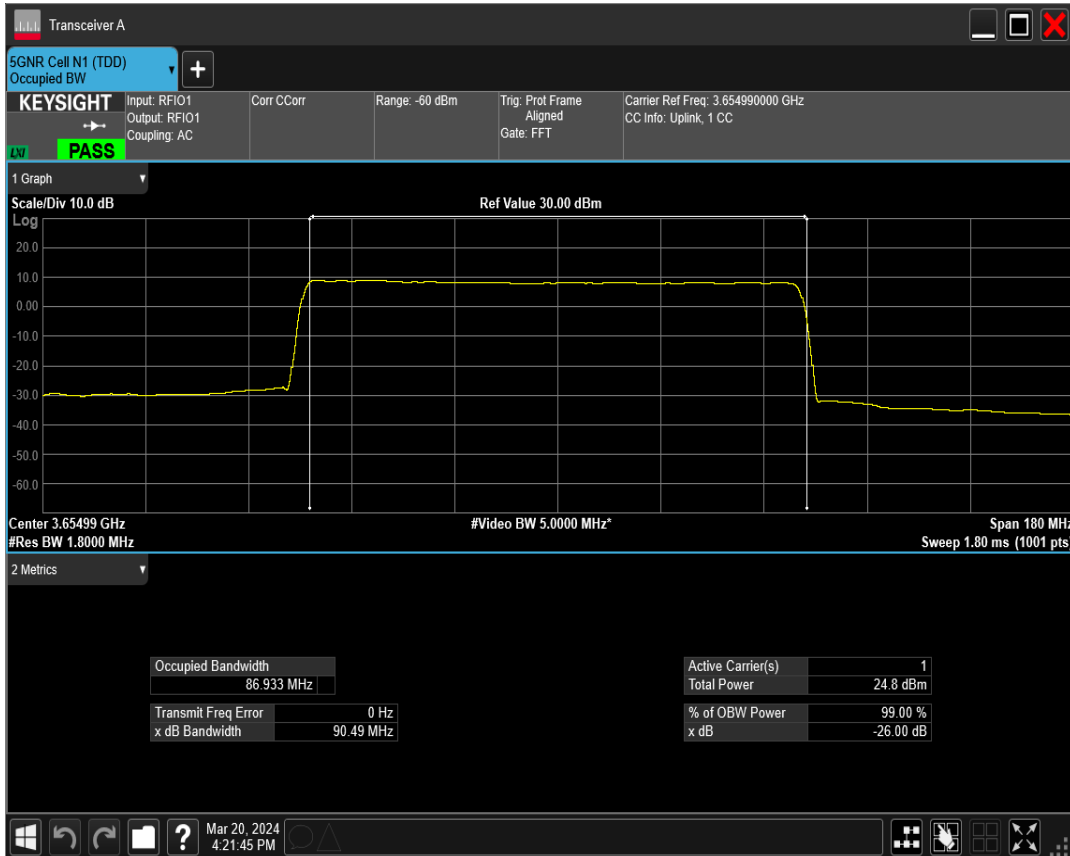 Transceiver A
5GNR Cell N1 (TDD)
Occupied BW
+
KEYSIGHT
LXI
PASS
Input: RFIO1
Output: RFIO1
Coupling: AC
Corr CCorr
Range: -60 dBm
Trig: Prot Frame
Aligned
Gate: FFT
Carrier Ref Freq: 3.654990000 GHz
CC Info: Uplink, 1 CC
1 Graph
Scale/Div 10.0 dB
Ref Value 30.00 dBm
Log
20.0
10.0
0.00
-10.0
-20.0
-30.0
-40.0
-50.0
-60.0
Center 3.65499 GHz
#Video BW 5.0000 MHz*
Span 180 MHz
#Res BW 1.8000 MHz
Sweep 1.80 ms (1001 pts)
2 Metrics
Occupied Bandwidth
86.933 MHz
Transmit Freq Error 0 Hz
x dB Bandwidth 90.49 MHz
Active Carrier(s) 1
Total Power 24.8 dBm
% of OBW Power 99.00 %
x dB -26.00 dB
?
Mar 20, 2024
4:21:45 PM